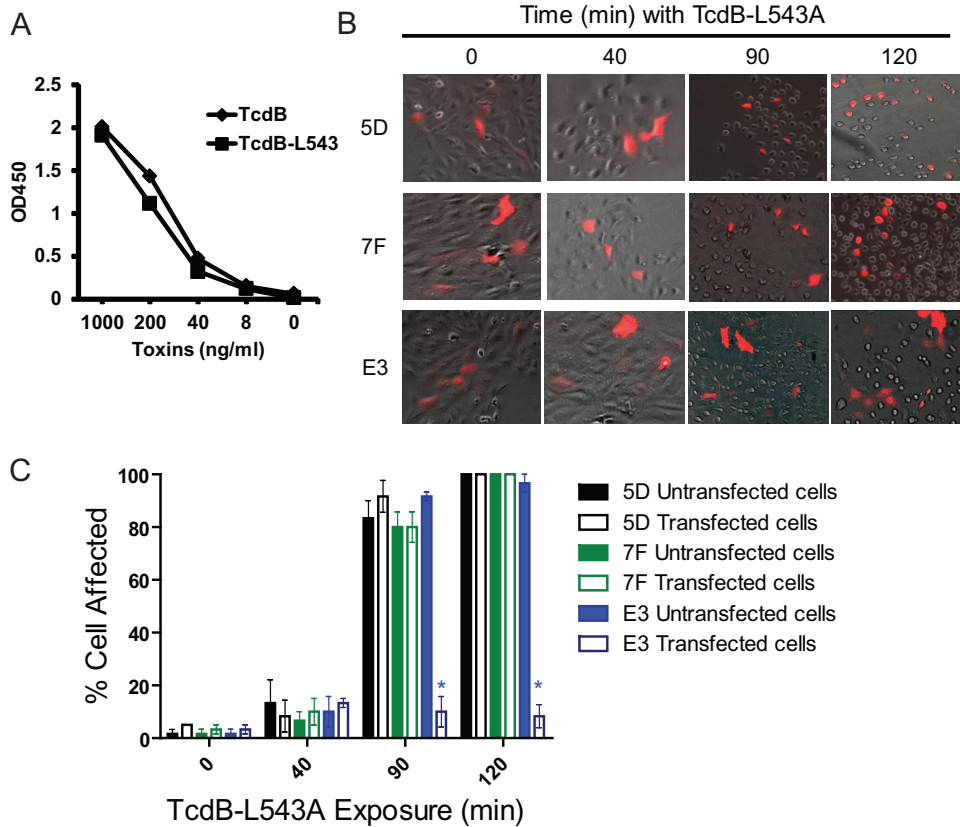 A
2.5
2
1.5
1
0.5
0
OD450
1000 200 40 8 0
Toxins (ng/ml)
TcdB
TcdB-L543
B
Time (min) with TcdB-L543A
0 40 90 120
5D
7F
E3
C
100
80
60
40
20
0
% Cell Affected
* *
0 40 90 120
TcdB-L543A Exposure (min)
5D Untransfected cells
5D Transfected cells
7F Untransfected cells
7F Transfected cells
E3 Untransfected cells
E3 Transfected cells